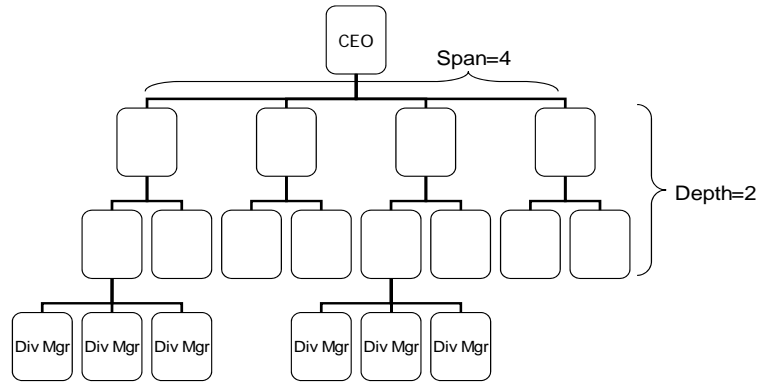 CEO
Span=4
Depth=2
Div Mgr Div Mgr Div Mgr Div Mgr Div Mgr Div Mgr